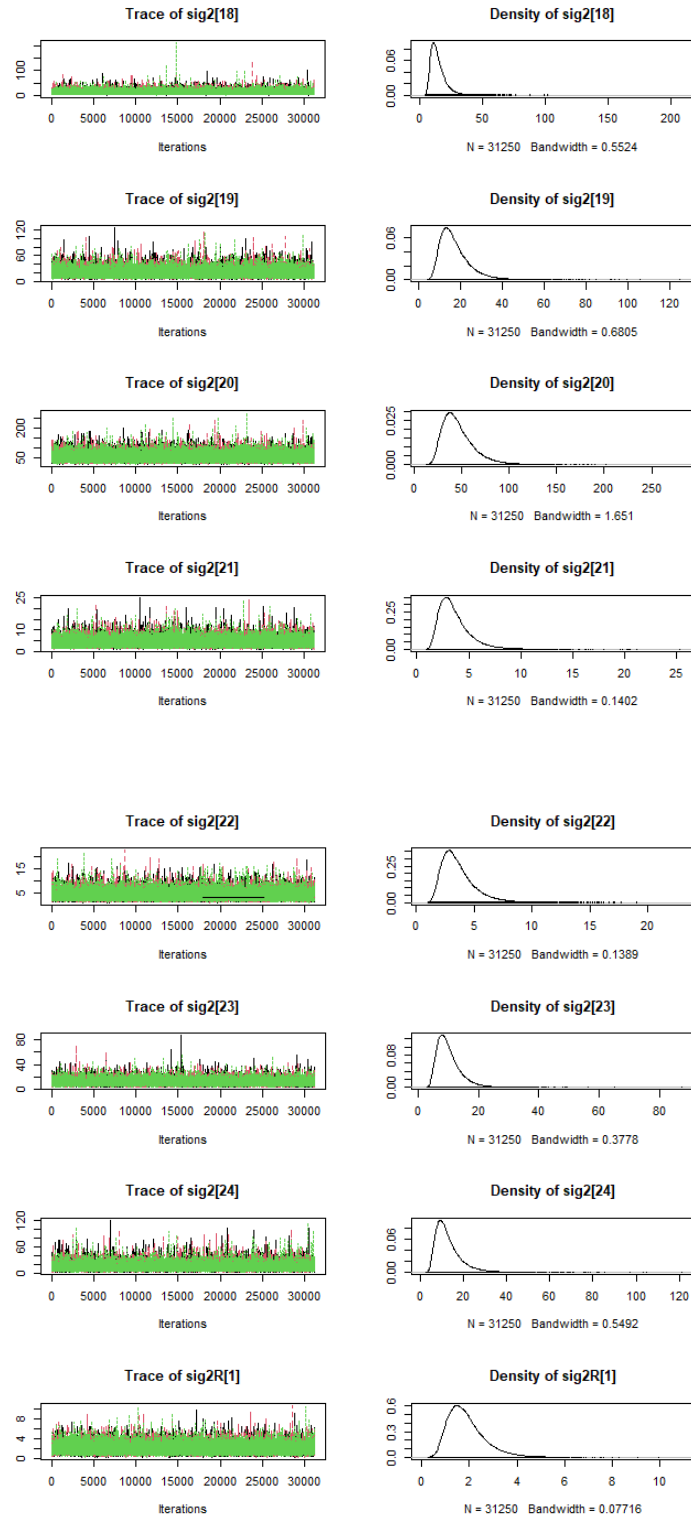 Trace of sig2[18]
100
0
0 5000 10000 15000 20000 25000 30000
Iterations
Density of sig2[18]
0.06
0.00
0 50 100 150 200
N = 31250 Bandwidth = 0.5524
Trace of sig2[19]
120
60
0
0 5000 10000 15000 20000 25000 30000
Iterations
Density of sig2[19]
0.06
0.00
0 20 40 60 80 100 120
N = 31250 Bandwidth = 0.6805
Trace of sig2[20]
200
50
0 5000 10000 15000 20000 25000 30000
Iterations
Density of sig2[20]
0.025
0.000
0 50 100 150 200 250
N = 31250 Bandwidth = 1.651
Trace of sig2[21]
25
10
0
0 5000 10000 15000 20000 25000 30000
Iterations
Density of sig2[21]
0.25
0.00
0 5 10 15 20 25
N = 31250 Bandwidth = 0.1402
Trace of sig2[22]
15
5
0 5000 10000 15000 20000 25000 30000
Iterations
Density of sig2[22]
0.25
0.00
0 5 10 15 20
N = 31250 Bandwidth = 0.1389
Trace of sig2[23]
80
40
0
0 5000 10000 15000 20000 25000 30000
Iterations
Density of sig2[23]
0.08
0.00
0 20 40 60 80
N = 31250 Bandwidth = 0.3778
Trace of sig2[24]
120
60
0
0 5000 10000 15000 20000 25000 30000
Iterations
Density of sig2[24]
0.06
0.00
0 20 40 60 80 100 120
N = 31250 Bandwidth = 0.5492
Trace of sig2R[1]
8
4
0
0 5000 10000 15000 20000 25000 30000
Iterations
Density of sig2R[1]
0.6
0.3
0.0
0 2 4 6 8 10
N = 31250 Bandwidth = 0.07716